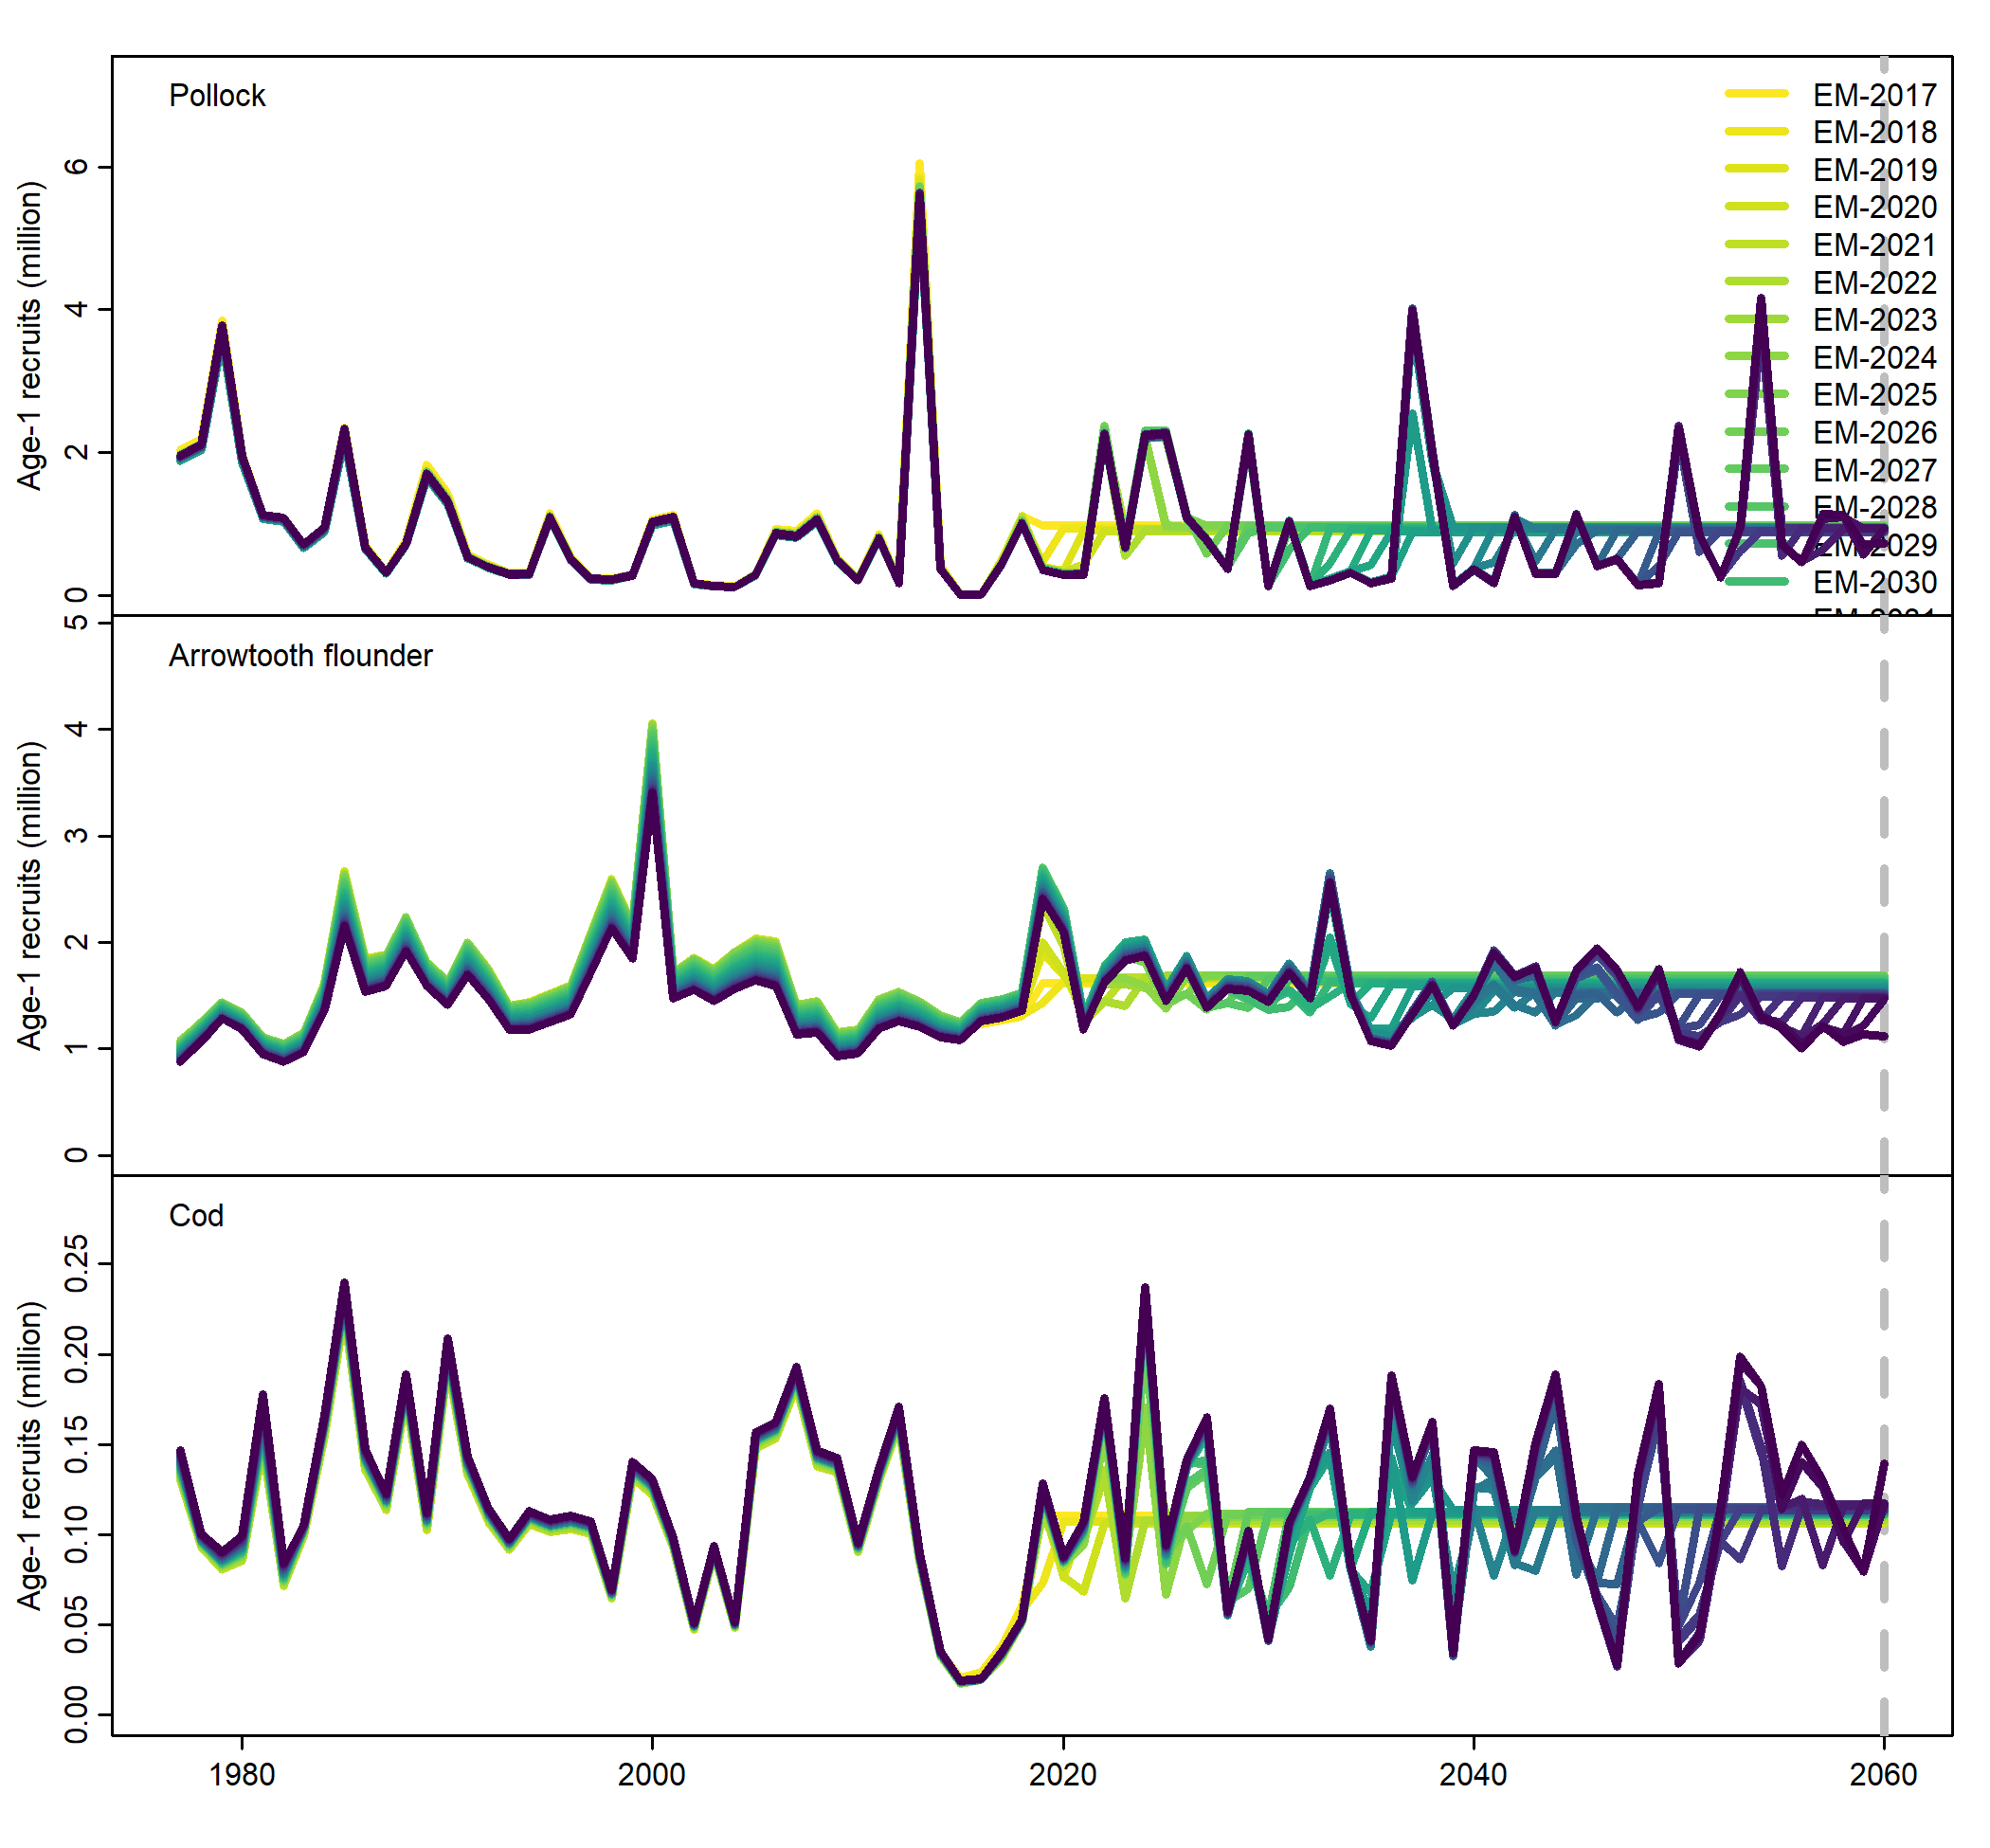 Pollock
EM-2017
EM-2018
EM-2019
EM-2020
EM-2021
EM-2022
EM-2023
EM-2024
EM-2025
EM-2026
EM-2027
EM-2028
EM-2029
EM-2030
Age-1 recruits (million)
6
4
2
0
Arrowtooth flounder
Age-1 recruits (million)
5
4
3
2
1
0
Cod
Age-1 recruits (million)
0.25
0.20
0.15
0.10
0.05
0.00
1980 2000 2020 2040 2060